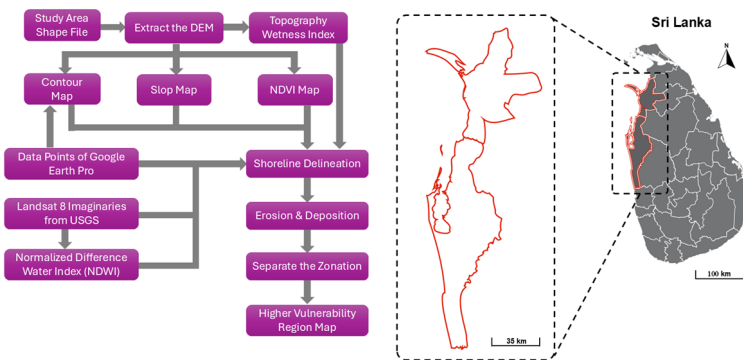 Study Area
Shape File
Extract the DEM
Topography
Wetness Index
Contour
Map
Slop Map
NDVI Map
Data Points of Google
Earth Pro
Shoreline Delineation
Landsat 8 Imaginaries
from USGS
Erosion & Deposition
Normalized Difference
Water Index (NDWI)
Separate the Zonation
Higher Vulnerability
Region Map
35 km
Sri Lanka
N
100 km